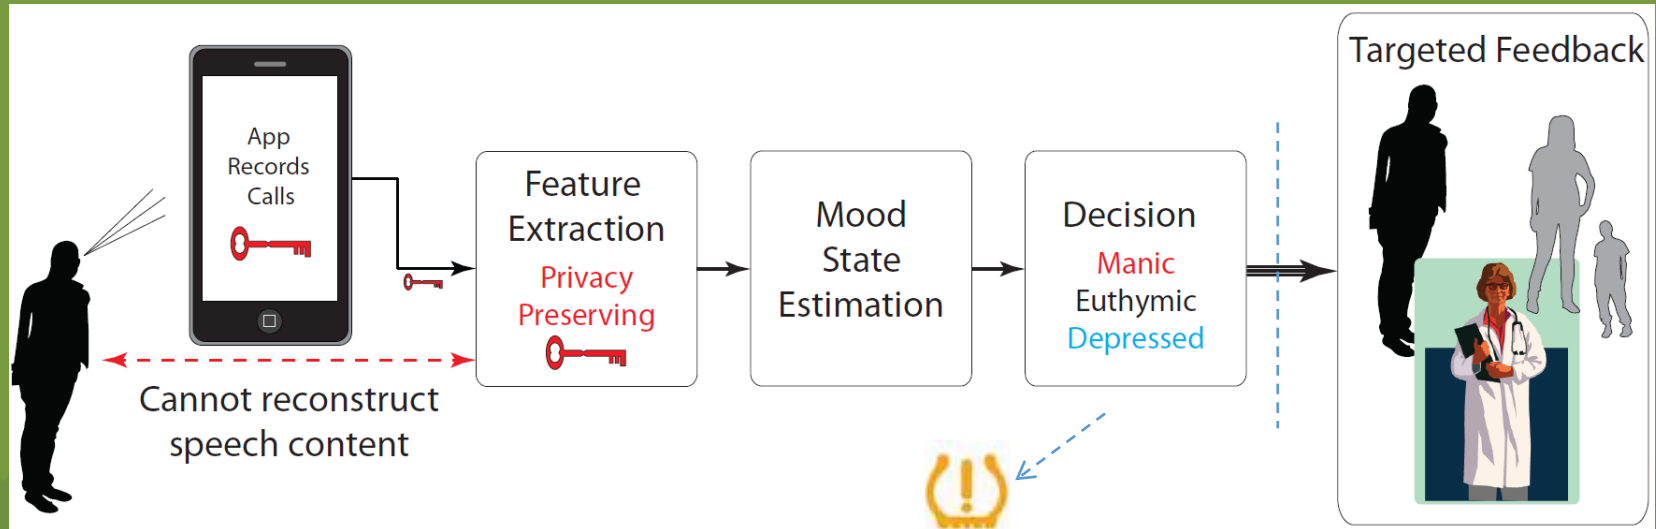 App
Records
Calls
Cannot reconstruct
speech content
Feature
Extraction
Privacy
Preserving
Mood
State
Estimation
Decision
Manic
Euthymic
Depressed
!
Targeted Feedback